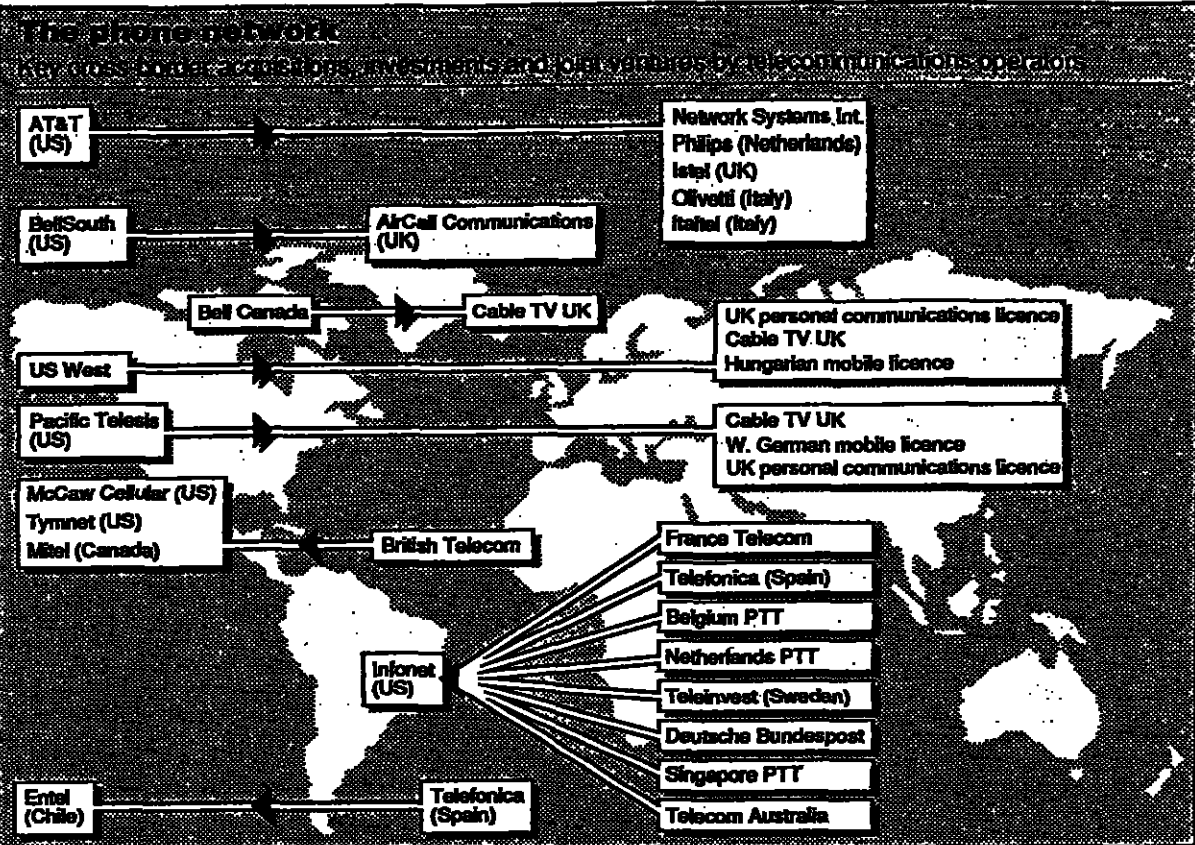 The phone network
Key cross-border acquisitions, investments and joint ventures by telecommunications operators
AT&T
(US)
Network Systems Int.
Philips (Netherlands)
Istel (UK)
Olivetti (Italy)
Italtel (Italy)
BellSouth
(US)
AirCall Communications
(UK)
Bell Canada
Cable TV UK
US West
UK personal communications licence
Cable TV UK
Hungarian mobile licence
Pacific Telesis
(US)
Cable TV UK
W. German mobile licence
UK personal communications licence
McCaw Cellular (US)
Tymnet (US)
Mitel (Canada)
British Telecom
Infonet
(US)
France Telecom
Telefonica (Spain)
Belgium PTT
Netherlands PTT
Teleinvest (Sweden)
Deutsche Bundespost
Singapore PTT
Telecom Australia
Entel
(Chile)
Telefonica
(Spain)